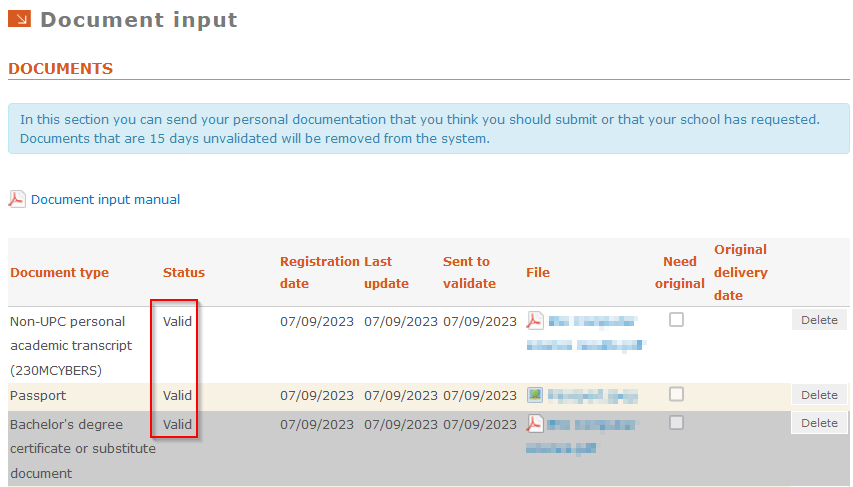 Document input
DOCUMENTS
In this section you can send your personal documentation that you think you should submit or that your school has requested.
Documents that are 15 days unvalidated will be removed from the system.
Document input manual
Document type Status Registration date Last update Sent to validate File Need original Original delivery date
Non-UPC personal academic transcript (230MCYBERS) Valid 07/09/2023 07/09/2023 07/09/2023 Delete
Passport Valid 07/09/2023 07/09/2023 07/09/2023 Delete
Bachelor's degree certificate or substitute document Valid 07/09/2023 07/09/2023 07/09/2023 Delete